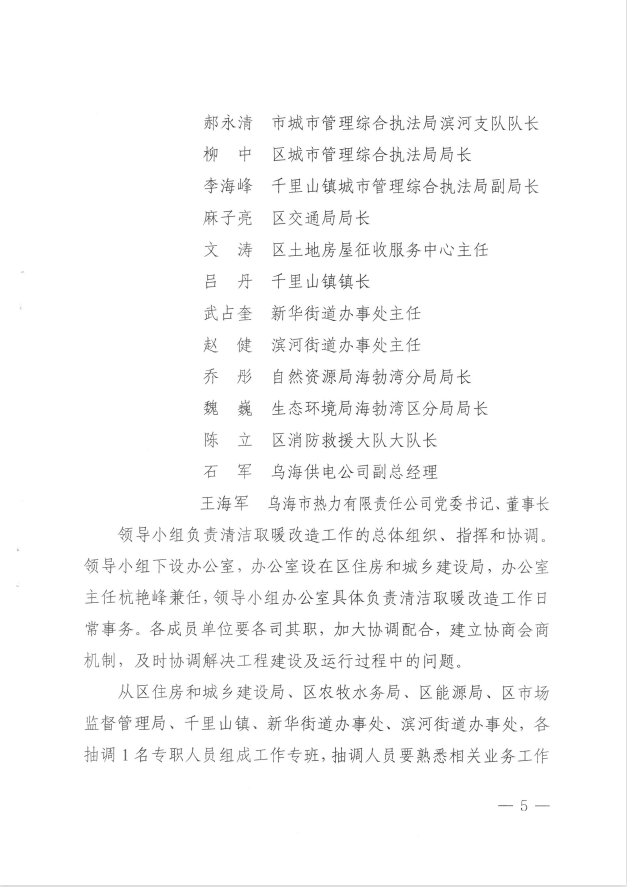 郝永清 市城市管理综合执法局滨河支队队长
柳　中 区城市管理综合执法局局长
李海峰 千里山镇城市管理综合执法局副局长
麻子亮 区交通局局长
文　涛 区土地房屋征收服务中心主任
吕　丹 千里山镇镇长
武占奎 新华街道办事处主任
赵　健 滨河街道办事处主任
乔　彤 自然资源局海勃湾分局局长
魏　巍 生态环境局海勃湾区分局局长
陈　立 区消防救援大队大队长
石　军 乌海供电公司副总经理
王海军 乌海市热力有限责任公司党委书记、董事长
领导小组负责清洁取暖改造工作的总体组织、指挥和协调。
领导小组下设办公室，办公室设在区住房和城乡建设局，办公室
主任杭艳峰兼任，领导小组办公室具体负责清洁取暖改造工作日
常事务。各成员单位要各司其职，加大协调配合，建立协商会商
机制，及时协调解决工程建设及运行过程中的问题。
从区住房和城乡建设局、区农牧水务局、区能源局、区市场
监督管理局、千里山镇、新华街道办事处、滨河街道办事处，各
抽调1名专职人员组成工作专班，抽调人员要熟悉相关业务工作
— 5 —